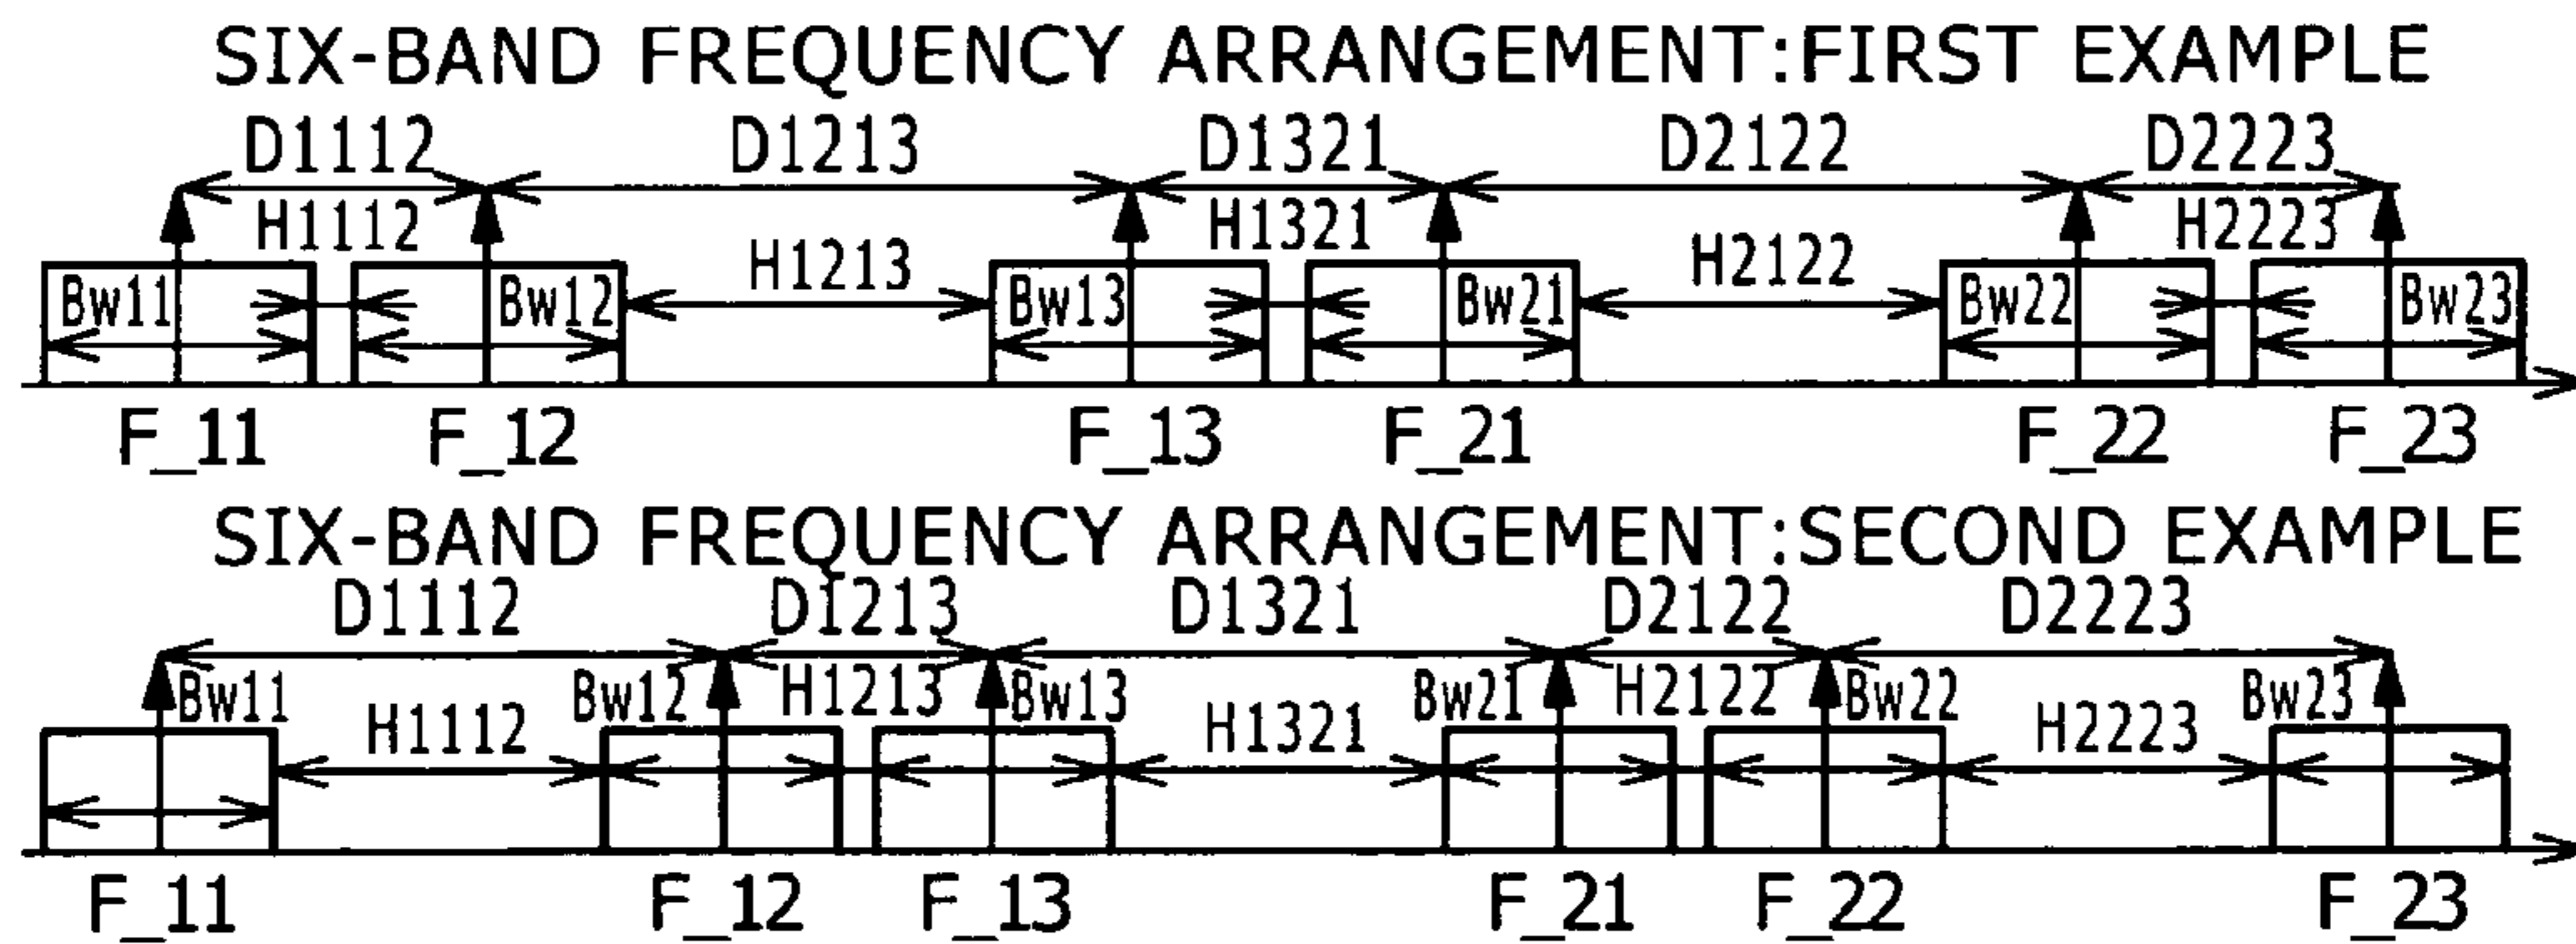 SIX-BAND FREQUENCY ARRANGEMENT:FIRST EXAMPLE
D1112 D1213 D1321 D2122 D2223
H1112 H1213 H1321 H2122 H2223
Bw11 Bw12 Bw13 Bw21 Bw22 Bw23
F_11 F_12 F_13 F_21 F_22 F_23
SIX-BAND FREQUENCY ARRANGEMENT:SECOND EXAMPLE
D1112 D1213 D1321 D2122 D2223
Bw11 Bw12 H1213 Bw13 Bw21 H2122 Bw22 Bw23
H1112 H1321 H2223
F_11 F_12 F_13 F_21 F_22 F_23